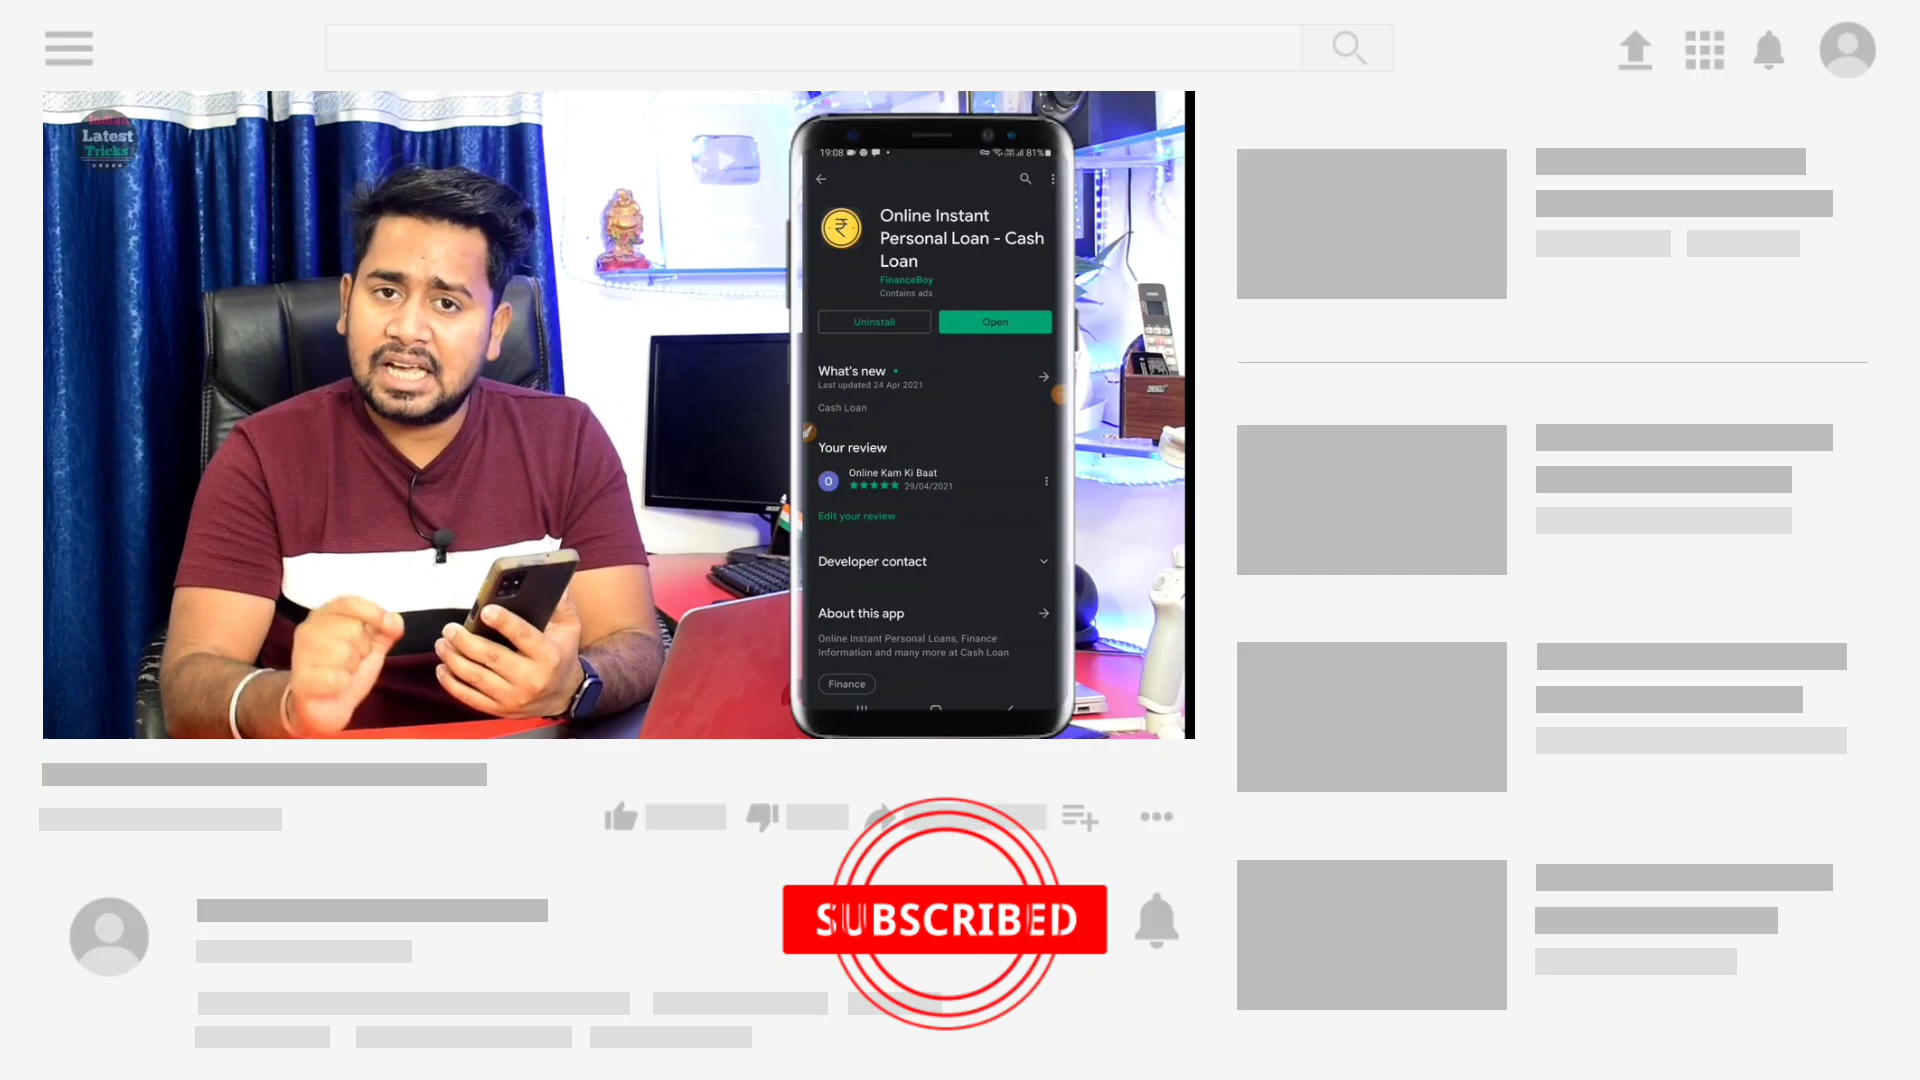 Latest
Tricks
19:08
81%
Online Instant
Personal Loan - Cash
Loan
FinanceBoy
Contains ads
Uninstall
Open
What's new
Last updated 24 Apr 2021
Cash Loan
Your review
O
Online Kam Ki Baat
29/04/2021
Edit your review
Developer contact
About this app
Online Instant Personal Loans, Finance
Information and many more at Cash Loan
Finance
SUBSCRIBED